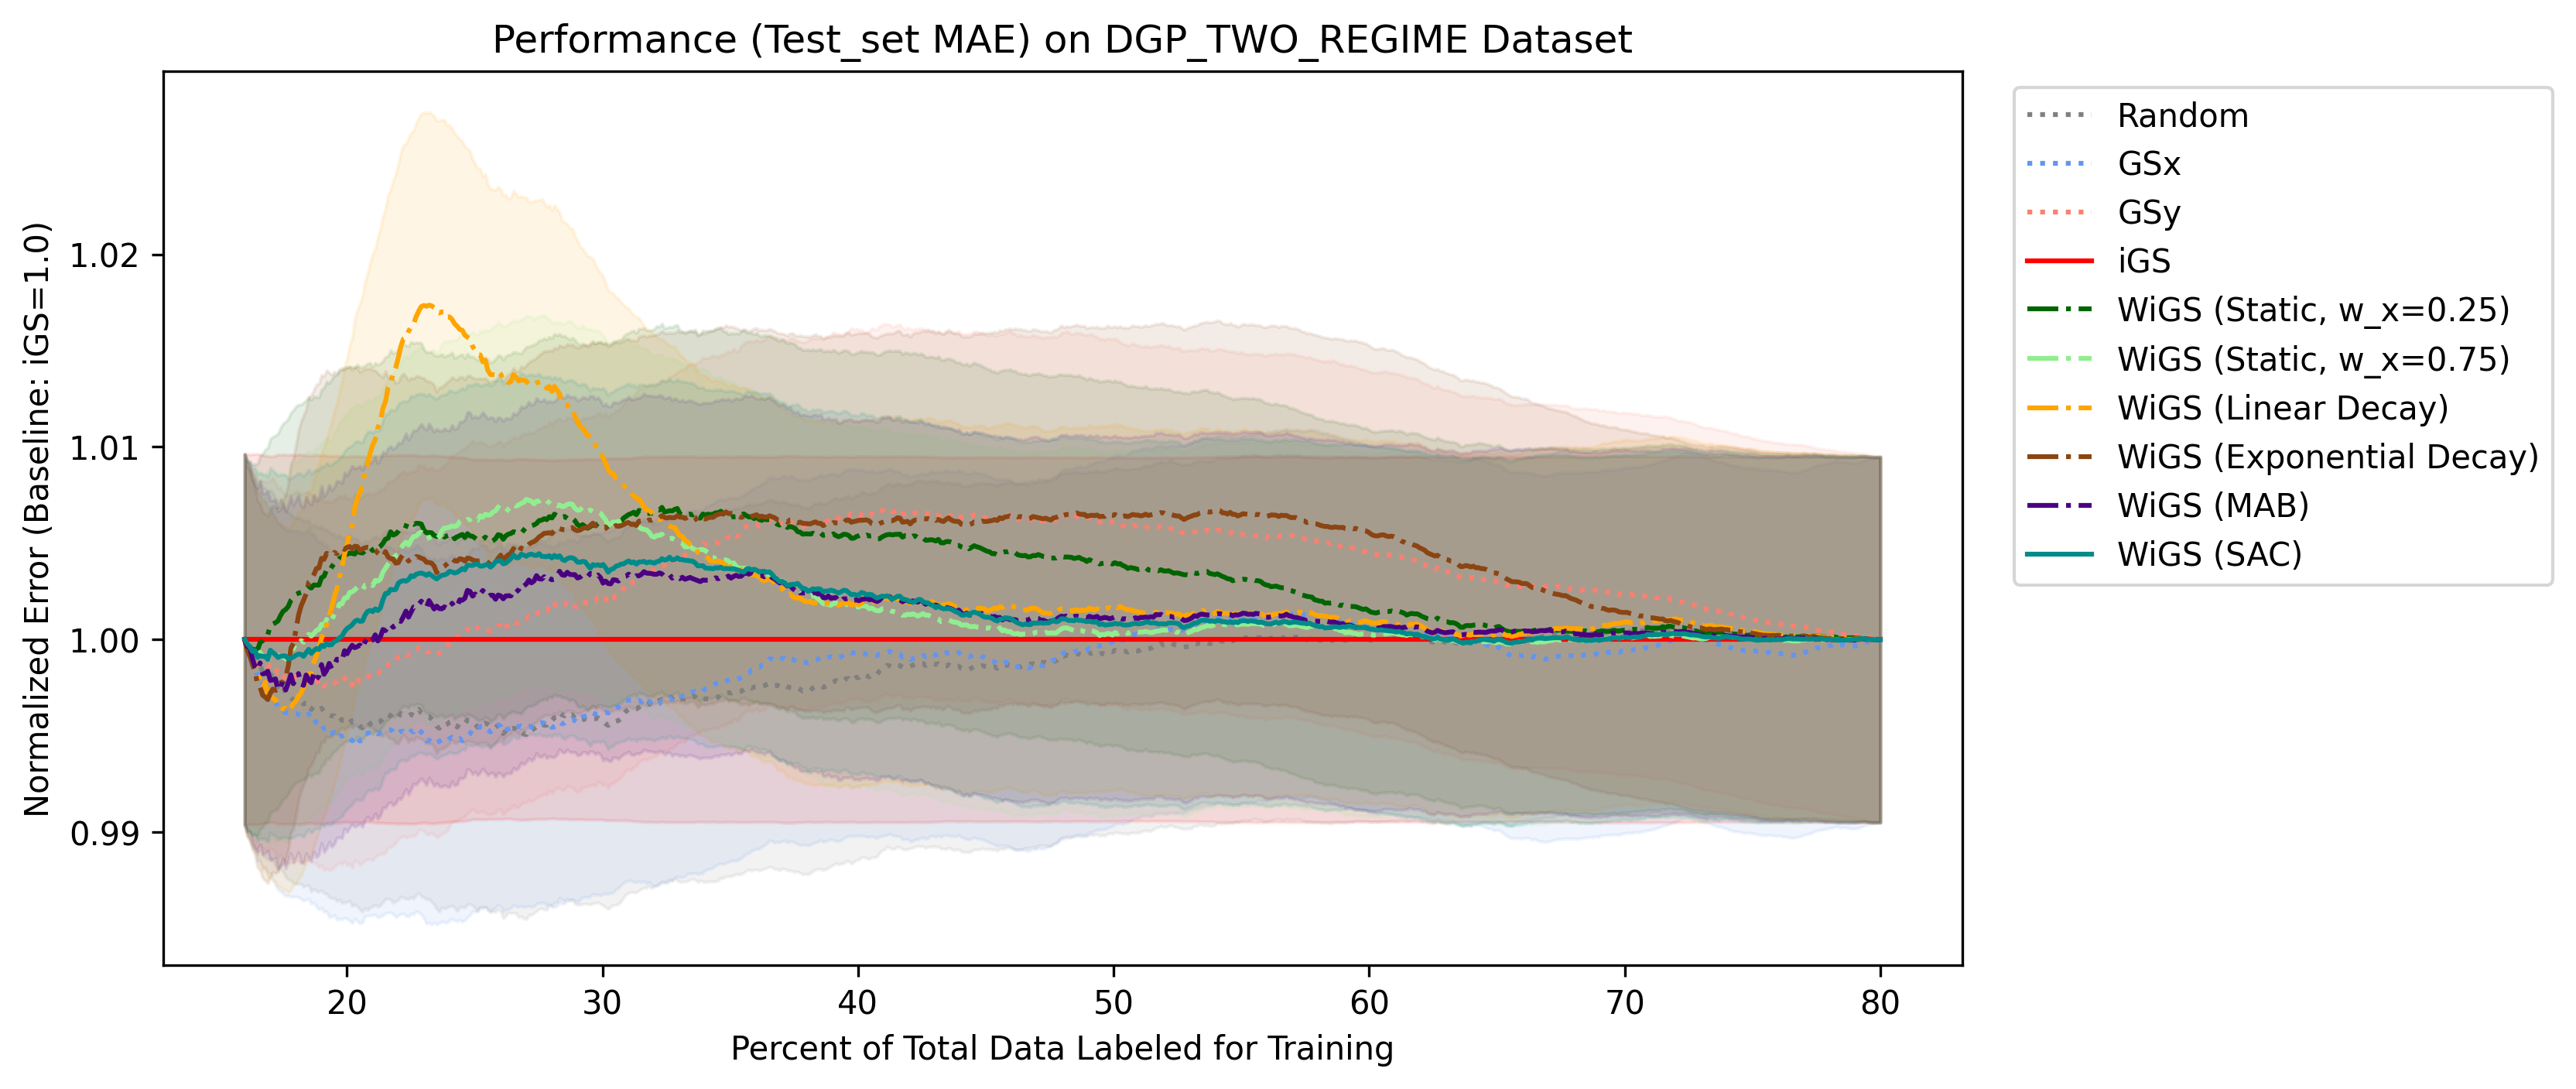 Performance (Test_set MAE) on DGP_TWO_REGIME Dataset
Normalized Error (Baseline: iGS=1.0)
1.02
1.01
1.00
0.99
20 30 40 50 60 70 80
Percent of Total Data Labeled for Training
Random
GSx
GSy
iGS
WiGS (Static, w_x=0.25)
WiGS (Static, w_x=0.75)
WiGS (Linear Decay)
WiGS (Exponential Decay)
WiGS (MAB)
WiGS (SAC)